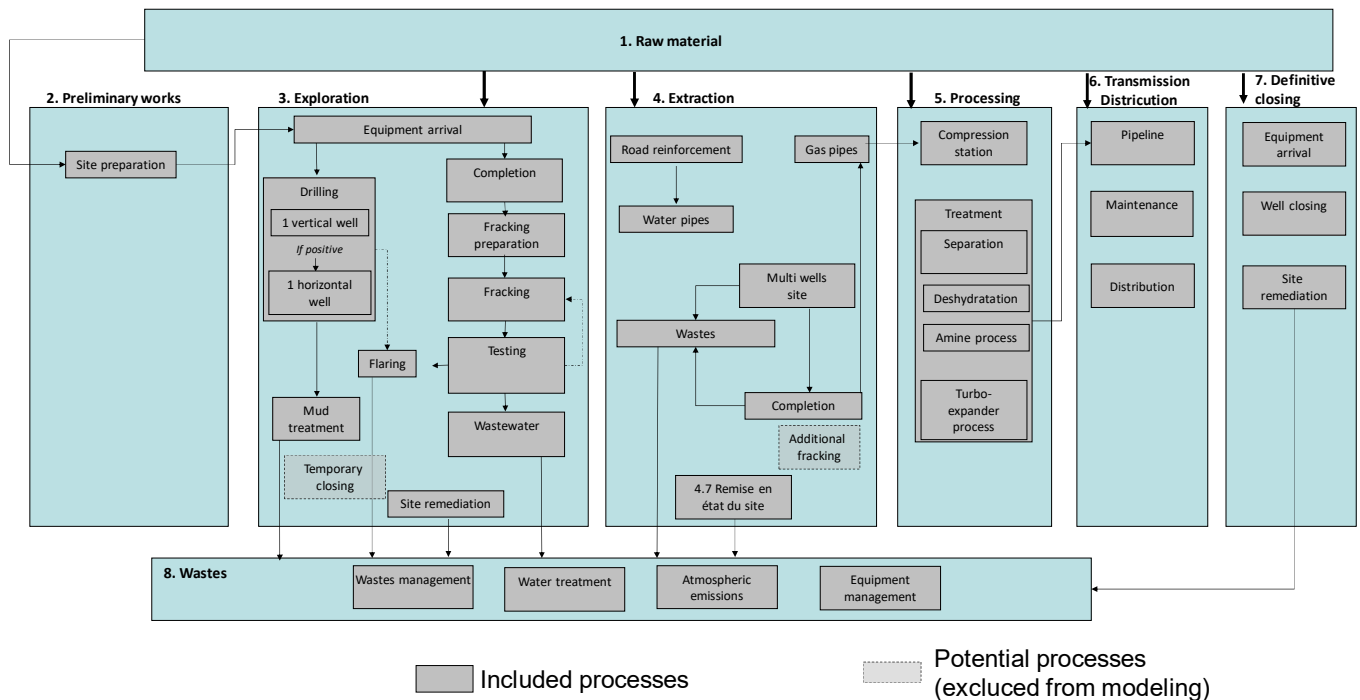 1. Raw material
2. Preliminary works
Site preparation
3. Exploration
Equipment arrival
Drilling
1 vertical well
If positive
1 horizontal
well
Completion
Fracking
preparation
Fracking
Testing
Flaring
Mud
treatment
Wastewater
Temporary
closing
Site remediation
4. Extraction
Road reinforcement
Gas pipes
Water pipes
Multi wells
site
Wastes
Completion
Additional
fracking
4.7 Remise en
état du site
5. Processing
Compression
station
Treatment
Separation
Deshydratation
Amine process
Turbo-
expander
process
6. Transmission
Districution
Pipeline
Maintenance
Distribution
7. Definitive
closing
Equipment
arrival
Well closing
Site
remediation
8. Wastes
Wastes management
Water treatment
Atmospheric
emissions
Equipment
management
Included processes
Potential processes
(excluced from modeling)